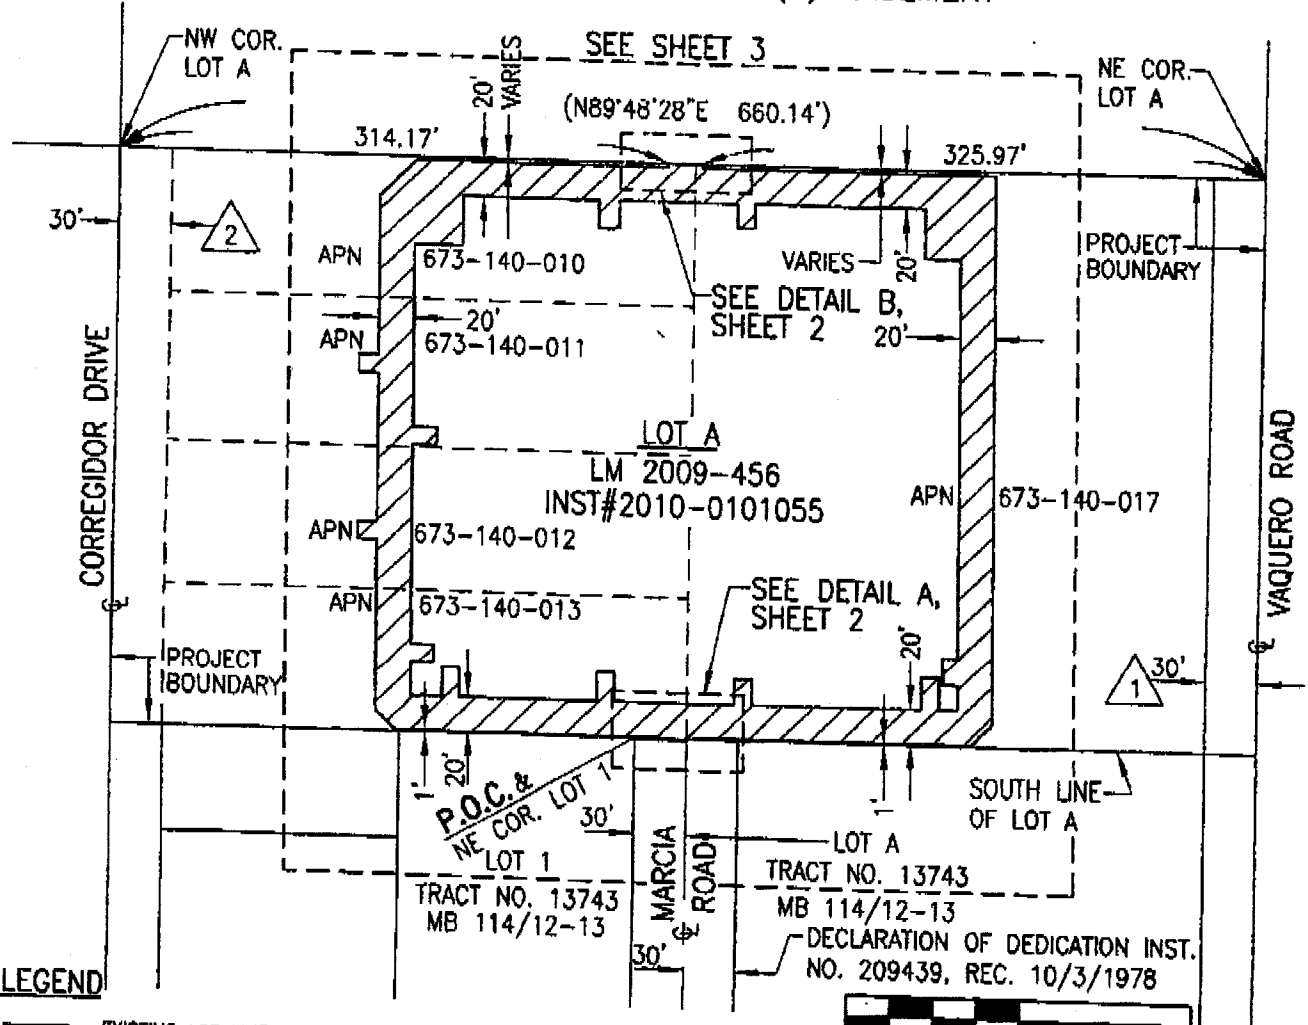 NW COR.
LOT A
SEE SHEET 3
NE COR.
LOT A
20'
VARIES
(N89°48'28"E 660.14')
314.17'
325.97'
30'
2
APN
673-140-010
VARIES
20'
PROJECT
BOUNDARY
SEE DETAIL B,
SHEET 2
20'
20'
APN
673-140-011
CORREGIDOR DRIVE
LOT A
LM 2009-456
INST#2010-0101055
APN
673-140-017
VAQUERO ROAD
APN
673-140-012
SEE DETAIL A,
SHEET 2
APN
673-140-013
PROJECT
BOUNDARY
20'
1
30'
1'
20'
P.O.C. &
NE COR. LOT 1
30'
1'
SOUTH LINE
OF LOT A
MARCIA
ROAD
LOT A
TRACT NO. 13743
MB 114/12-13
LOT 1
TRACT NO. 13743
MB 114/12-13
30'
DECLARATION OF DEDICATION INST.
NO. 209439, REC. 10/3/1978
LEGEND